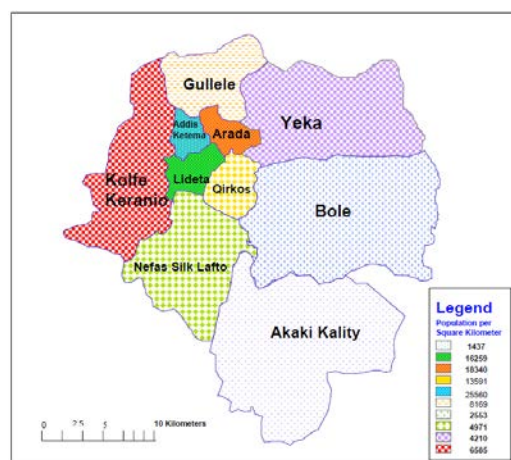 Gullele
Yeka
Addis
Ketema
Arada
Lideta
Qirkos
Kolfe
Keranio
Bole
Nefas Silk Lafto
Akaki Kality
Legend
Population per
Square Kilometer
1437
16259
18340
13591
25560
8169
2553
4971
4210
6585
0 2.5 5 10 Kilometers